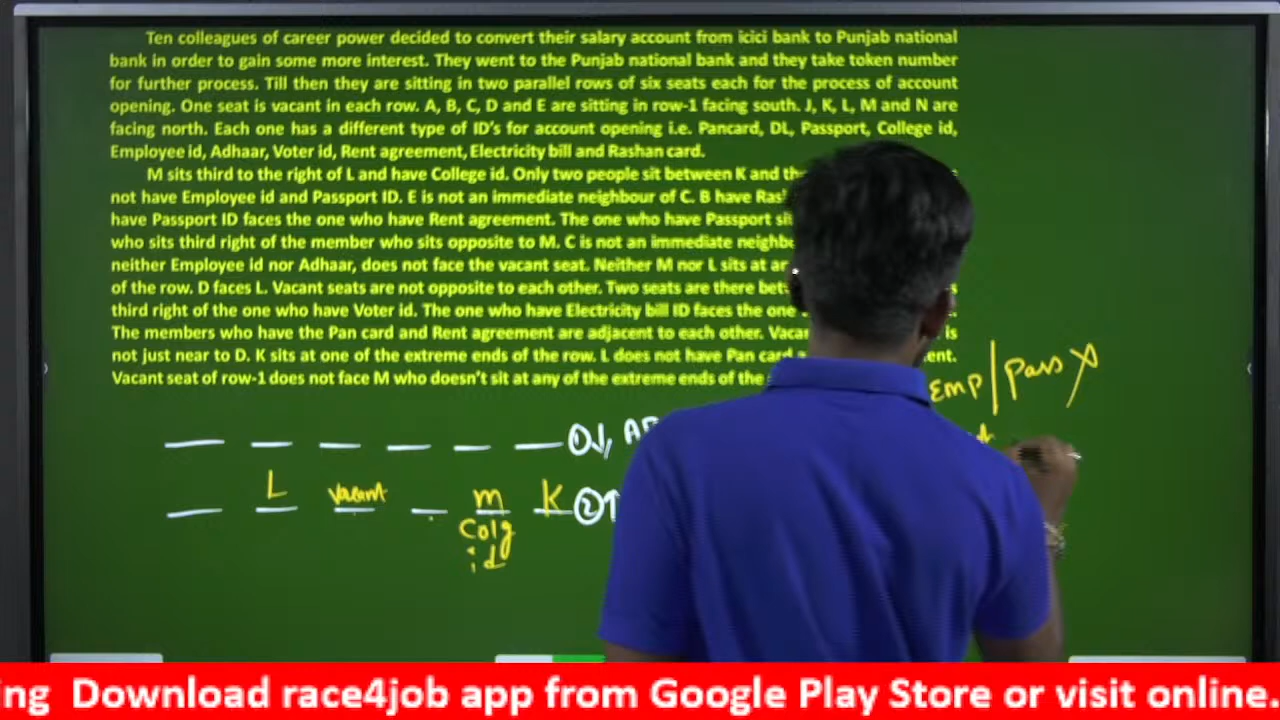 Ten colleagues of career power decided to convert their salary account from icici bank to Punjab national
bank in order to gain some more interest. They went to the Punjab national bank and they take token number
for further process. Till then they are sitting in two parallel rows of six seats each for the process of account
opening. One seat is vacant in each row. A, B, C, D and E are sitting in row-1 facing south. J, K, L, M and N are
facing north. Each one has a different type of ID's for account opening i.e. Pancard, DL, Passport, College id,
Employee id, Adhaar, Voter id, Rent agreement, Electricity bill and Rashan card.
M sits third to the right of L and have College id. Only two people sit between K and
not have Employee id and Passport ID. E is not an immediate neighbour of C. B have
have Passport ID faces the one who have Rent agreement. The one who have Passport
who sits third right of the member who sits opposite to M. C is not an immediate
neither Employee id nor Adhaar, does not face the vacant seat. Neither M nor L sits at
of the row. D faces L. Vacant seats are not opposite to each other. Two seats are there
third right of the one who have Voter id. The one who have Electricity bill ID faces the one
The members who have the Pan card and Rent agreement are adjacent to each other.
not just near to D. K sits at one of the extreme ends of the row. L does not have Pan card
Vacant seat of row-1 does not face M who doesn't sit at any of the extreme ends of the
Emp/Pass X
①↓,
L vacant m K ②↑
Colg
id
ing Download race4job app from Google Play Store or visit online.